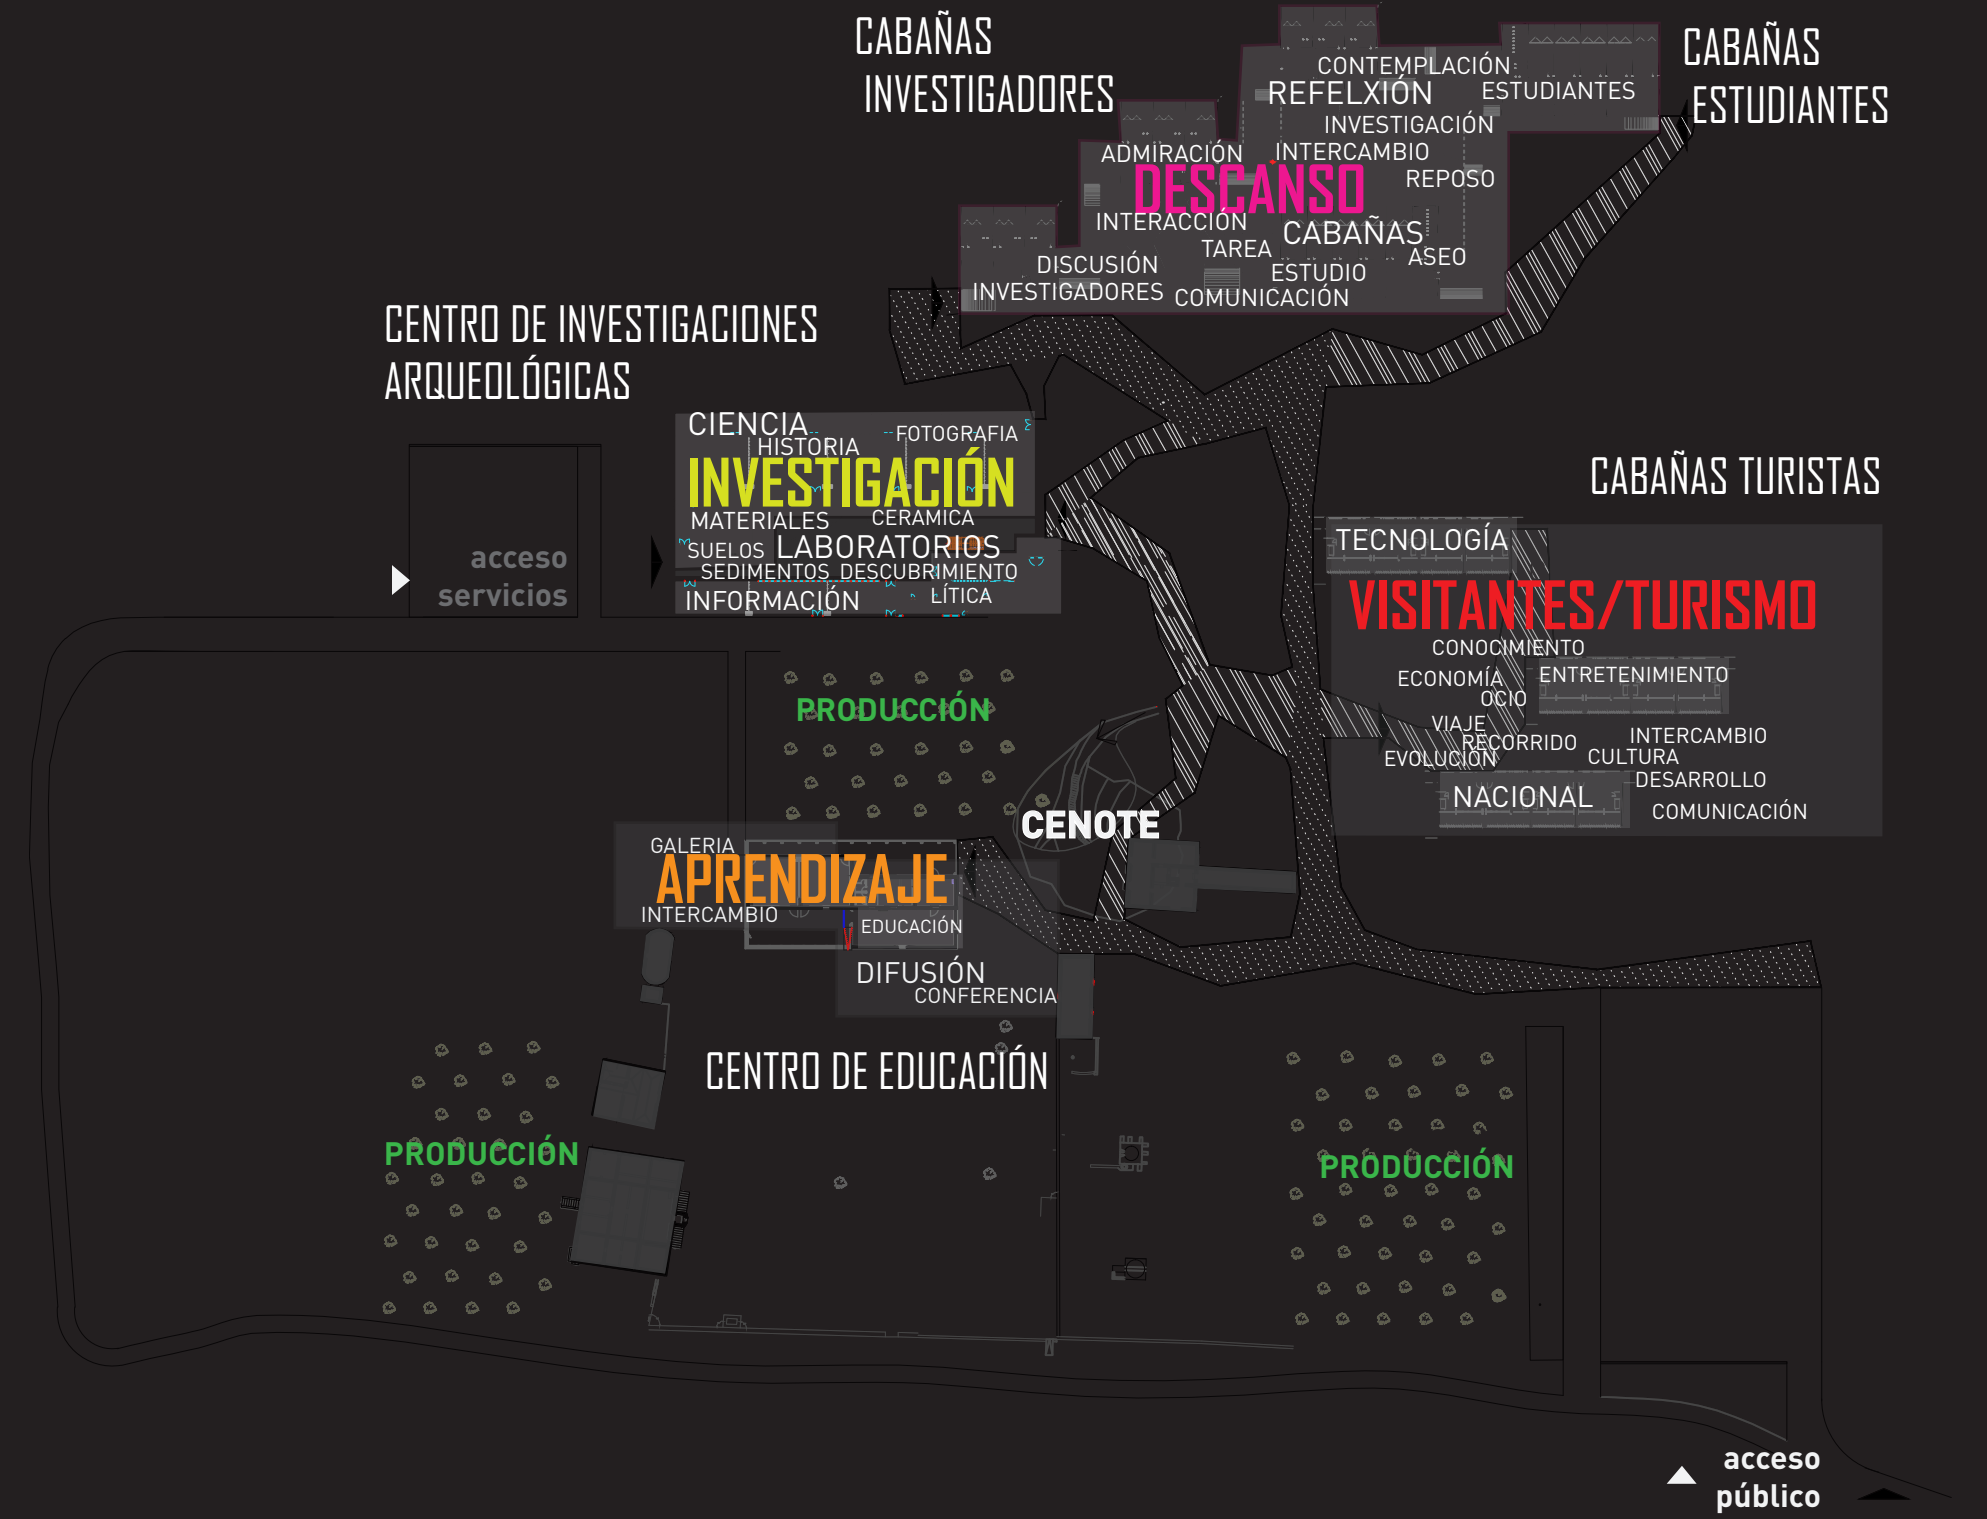 CABAÑAS
INVESTIGADORES
CABAÑAS
ESTUDIANTES
CONTEMPLACIÓN
REFELXIÓN
ESTUDIANTES
INVESTIGACIÓN
ADMIRACIÓN
INTERCAMBIO
DESCANSO
REPOSO
INTERACCIÓN
CABAÑAS
TAREA
ASEO
DISCUSIÓN
ESTUDIO
INVESTIGADORES
COMUNICACIÓN
CENTRO DE INVESTIGACIONES
ARQUEOLÓGICAS
CIENCIA
FOTOGRAFIA
HISTORIA
INVESTIGACIÓN
MATERIALES
CERAMICA
SUELOS
LABORATORIOS
SEDIMENTOS
DESCUBRIMIENTO
INFORMACIÓN
LÍTICA
acceso
servicios
CABAÑAS TURISTAS
TECNOLOGÍA
VISITANTES/TURISMO
CONOCIMIENTO
ECONOMÍA
ENTRETENIMIENTO
OCIO
VIAJE
RECORRIDO
INTERCAMBIO
EVOLUCIÓN
CULTURA
DESARROLLO
NACIONAL
COMUNICACIÓN
PRODUCCIÓN
CENOTE
GALERIA
APRENDIZAJE
INTERCAMBIO
EDUCACIÓN
DIFUSIÓN
CONFERENCIA
CENTRO DE EDUCACIÓN
PRODUCCIÓN
PRODUCCIÓN
acceso
público